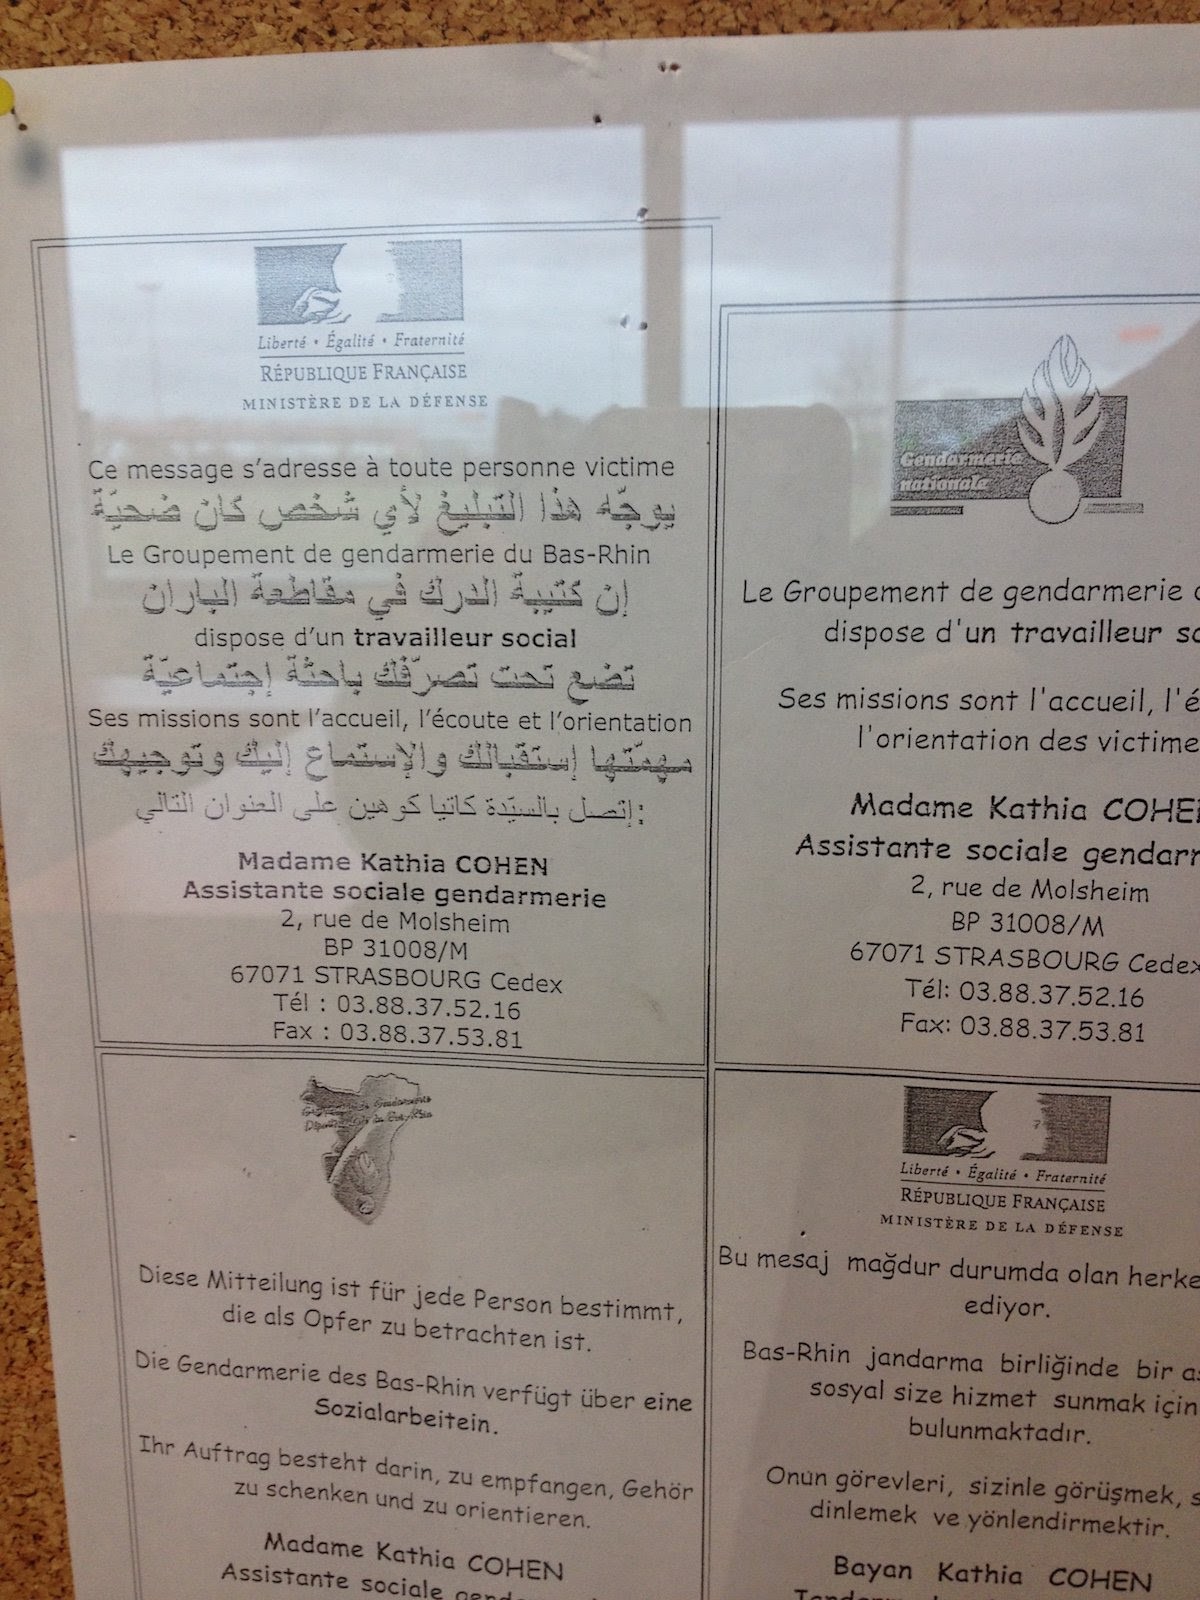 Liberté • Égalité • Fraternité
RÉPUBLIQUE FRANÇAISE
MINISTÈRE DE LA DÉFENSE
Ce message s'adresse à toute personne victime
يوجّه هذا التبليغ لأي شخص كان ضحيّة
Le Groupement de gendarmerie du Bas-Rhin
إن كتيبة الدرك في مقاطعة الباران
dispose d'un travailleur social
تضع تحت تصرّفك باحثة إجتماعيّة
Ses missions sont l'accueil, l'écoute et l'orientation
مهمّتها إستقبالك والإستماع إليك وتوجيهك
إتصل بالسيّدة كاتيا كوهين على العنوان التالي:
Madame Kathia COHEN
Assistante sociale gendarmerie
2, rue de Molsheim
BP 31008/M
67071 STRASBOURG Cedex
Tél : 03.88.37.52.16
Fax : 03.88.37.53.81
Gendarmerie
nationale
Le Groupement de gendarmerie
dispose d'un travailleur
Ses missions sont l'accueil,
l'orientation des
Madame Kathia COHEN
Assistante sociale
2, rue de Molsheim
BP 31008/M
67071 STRASBOURG Cedex
Tél: 03.88.37.52.16
Fax: 03.88.37.53.81
Diese Mitteilung ist für jede Person bestimmt,
die als Opfer zu betrachten ist.
Die Gendarmerie des Bas-Rhin verfügt über eine
Sozialarbeitein.
Ihr Auftrag besteht darin, zu empfangen, Gehör
zu schenken und zu orientieren.
Madame Kathia COHEN
Assistante sociale
Liberté • Égalité • Fraternité
RÉPUBLIQUE FRANÇAISE
MINISTÈRE DE LA DÉFENSE
Bu mesaj mağdur durumda olan
ediyor.
Bas-Rhin jandarma birliğinde bir
sosyal size hizmet sunmak için
bulunmaktadır.
Onun görevleri, sizinle görüşmek,
dinlemek ve yönlendirmektir.
Bayan Kathia COHEN